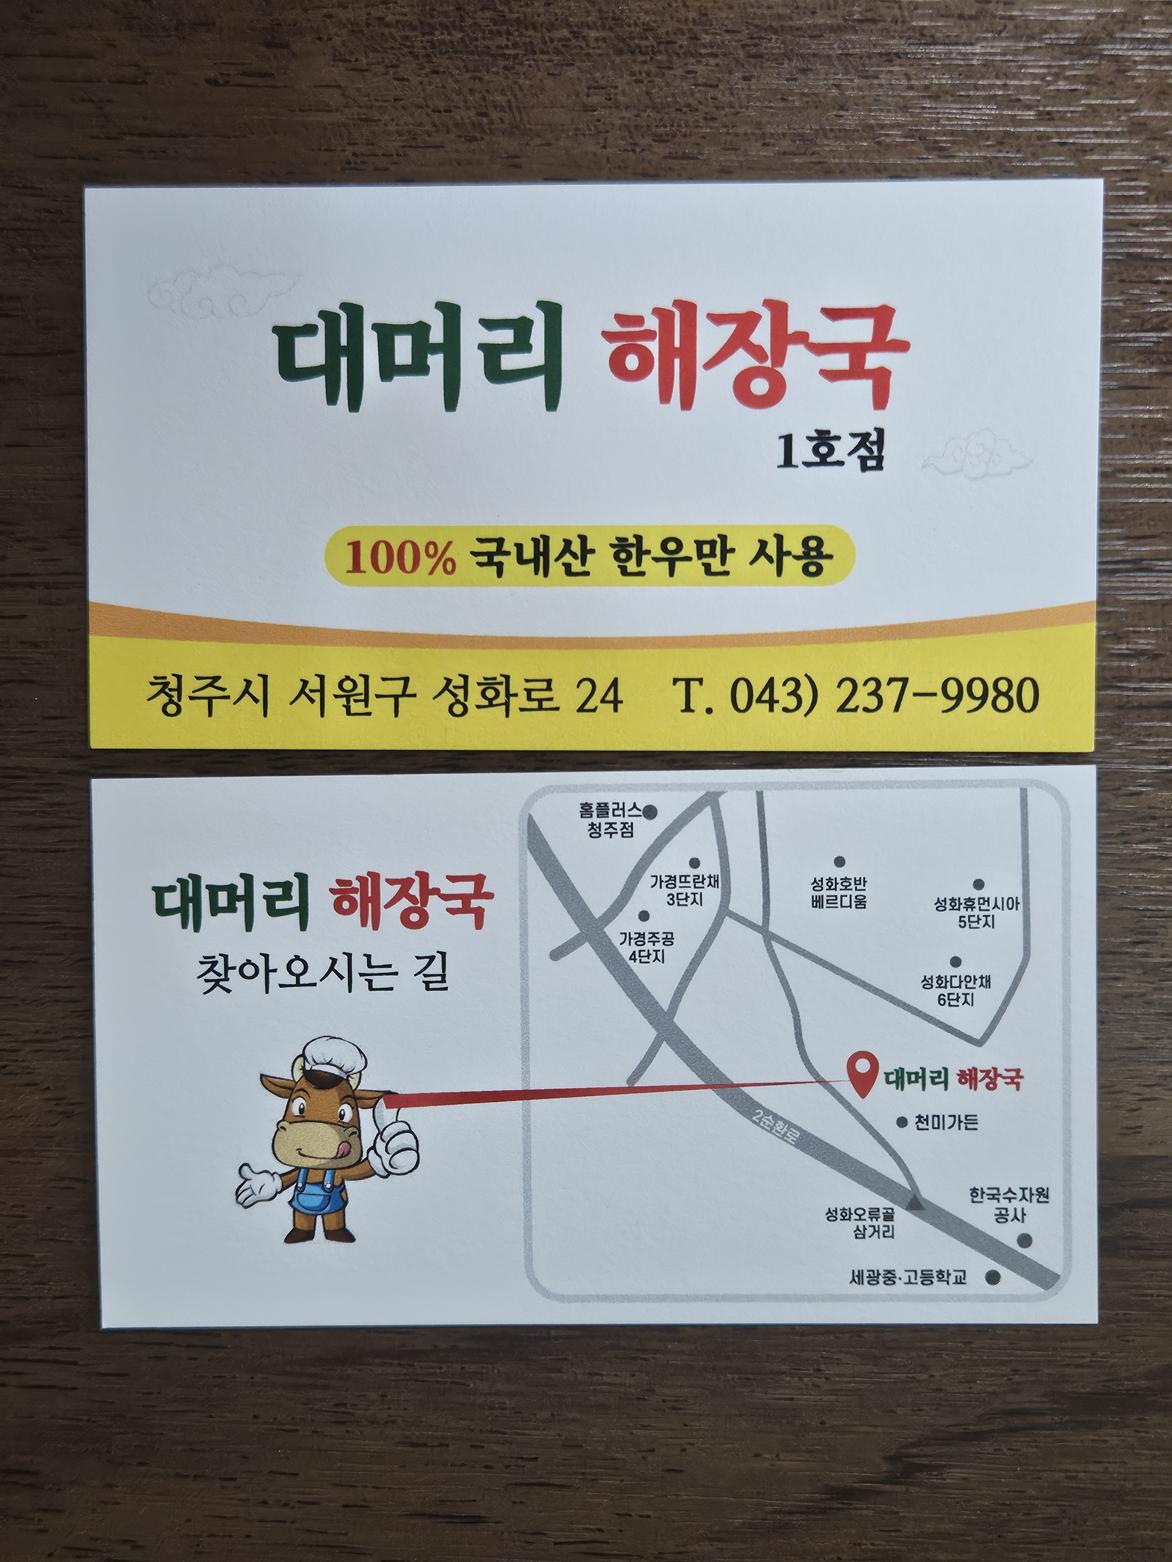 대머리 해장국
1호점
100% 국내산 한우만 사용
청주시 서원구 성화로 24 T. 043) 237-9980
대머리 해장국
찾아오시는 길
홈플러스
청주점
가경뜨란채
3단지
가경주공
4단지
성화호반
베르디움
성화휴먼시아
5단지
성화다안채
6단지
대머리 해장국
천미가든
2순환로
한국수자원
공사
성화오류골
삼거리
세광중·고등학교